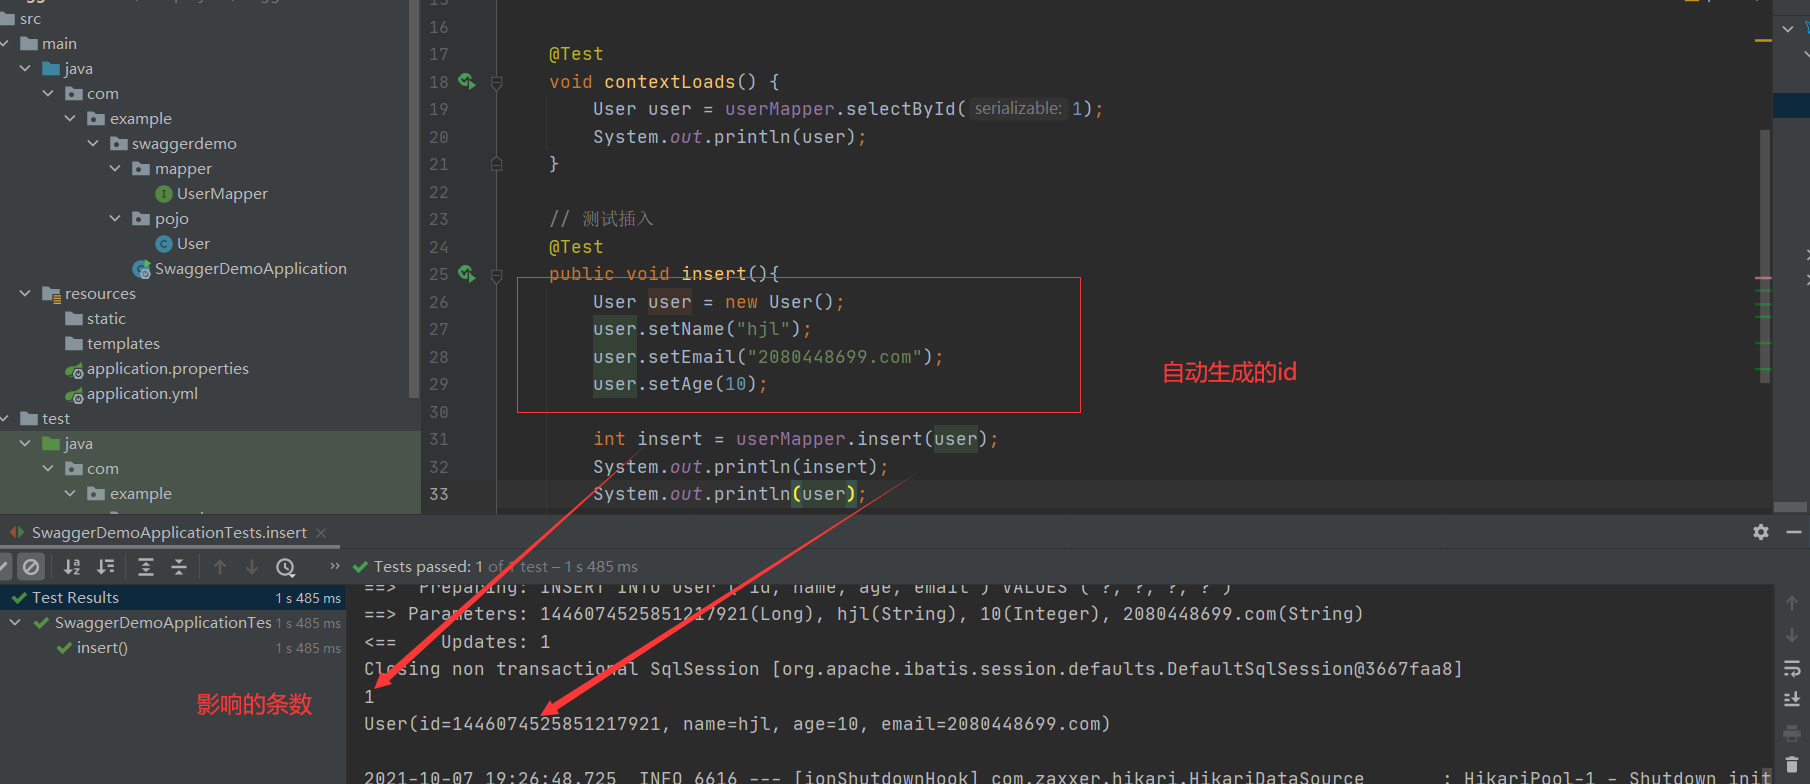 src
main
java
com
example
swaggerdemo
mapper
UserMapper
pojo
User
SwaggerDemoApplication
resources
static
templates
application.properties
application.yml
test
java
com
example
16
17 @Test
18 void contextLoads() {
19 User user = userMapper.selectById( serializable: 1);
20 System.out.println(user);
21 }
22
23 // 测试插入
24 @Test
25 public void insert(){
26 User user = new User();
27 user.setName("hjl");
28 user.setEmail("2080448699.com");
29 user.setAge(10);
30
31 int insert = userMapper.insert(user);
32 System.out.println(insert);
33 System.out.println(user);
自动生成的id
SwaggerDemoApplicationTests.insert
Tests passed: 1 of 1 test – 1 s 485 ms
Test Results 1 s 485 ms
SwaggerDemoApplicationTes 1 s 485 ms
insert() 1 s 485 ms
影响的条数
==> Preparing: INSERT INTO user ( id, name, age, email ) VALUES ( ?, ?, ?, ? )
==> Parameters: 1446074525851217921(Long), hjl(String), 10(Integer), 2080448699.com(String)
<== Updates: 1
Closing non transactional SqlSession [org.apache.ibatis.session.defaults.DefaultSqlSession@3667faa8]
1
User(id=1446074525851217921, name=hjl, age=10, email=2080448699.com)
2021-10-07 19:26:48.725 INFO 6616 --- [ionShutdownHook] com.zaxxer.hikari.HikariDataSource : HikariPool-1 - Shutdown init